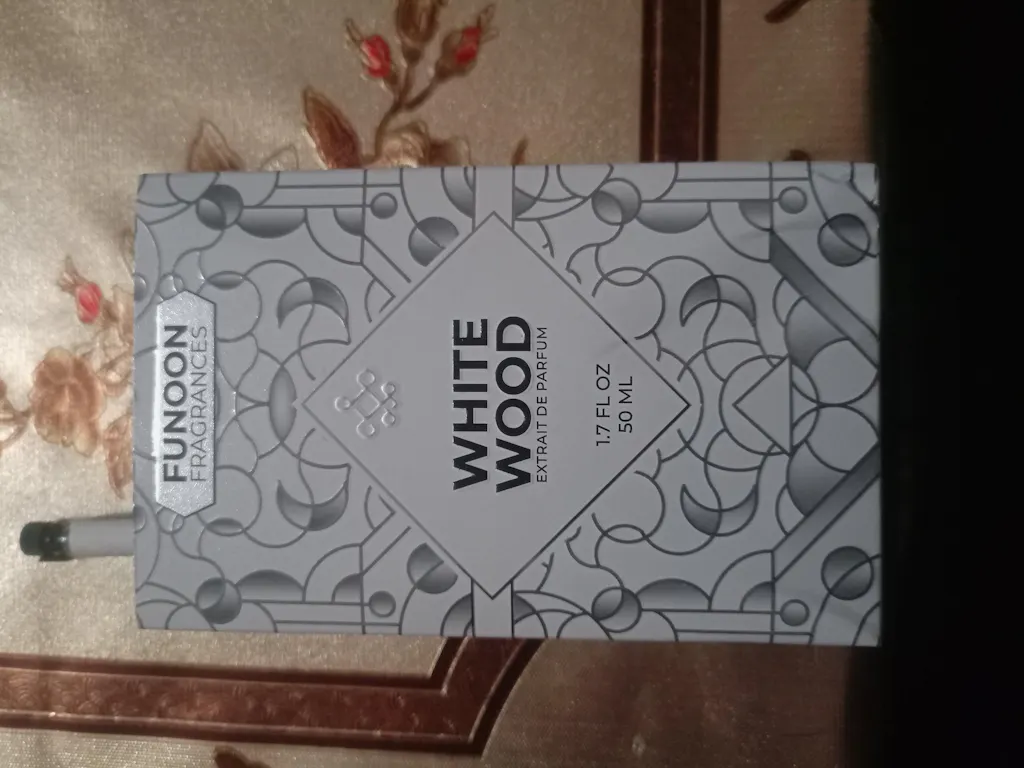 FUNOON
FRAGRANCES
WHITE
WOOD
EXTRAIT DE PARFUM
1.7 FL OZ
50 ML